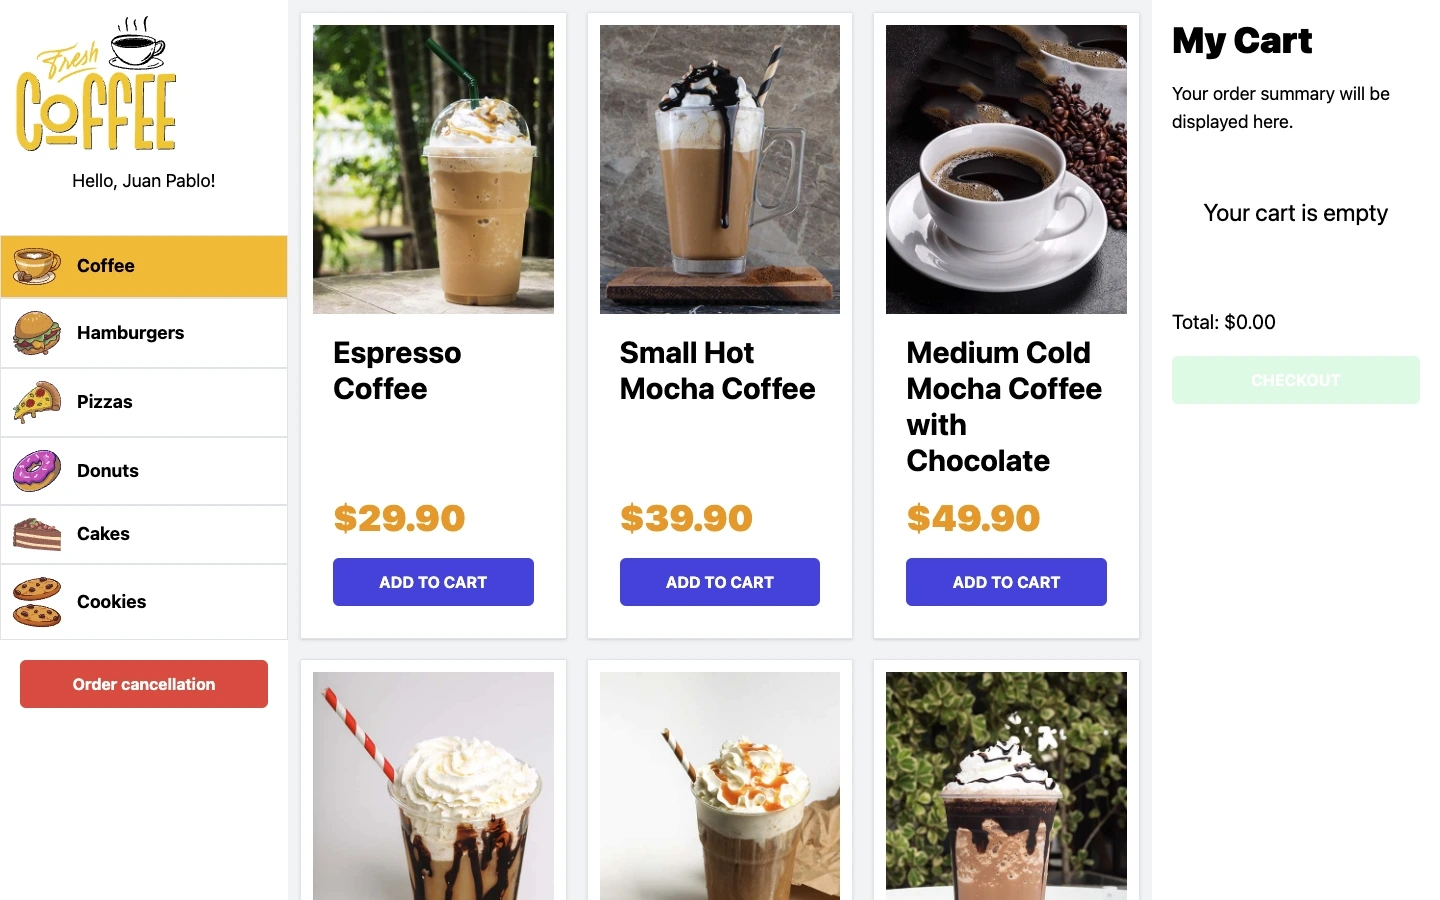 Fresh
COFFEE
Hello, Juan Pablo!
Coffee
Hamburgers
Pizzas
Donuts
Cakes
Cookies
Order cancellation
Espresso
Coffee
$29.90
ADD TO CART
Small Hot
Mocha Coffee
$39.90
ADD TO CART
Medium Cold
Mocha Coffee
with
Chocolate
$49.90
ADD TO CART
My Cart
Your order summary will be
displayed here.
Your cart is empty
Total: $0.00
CHECKOUT